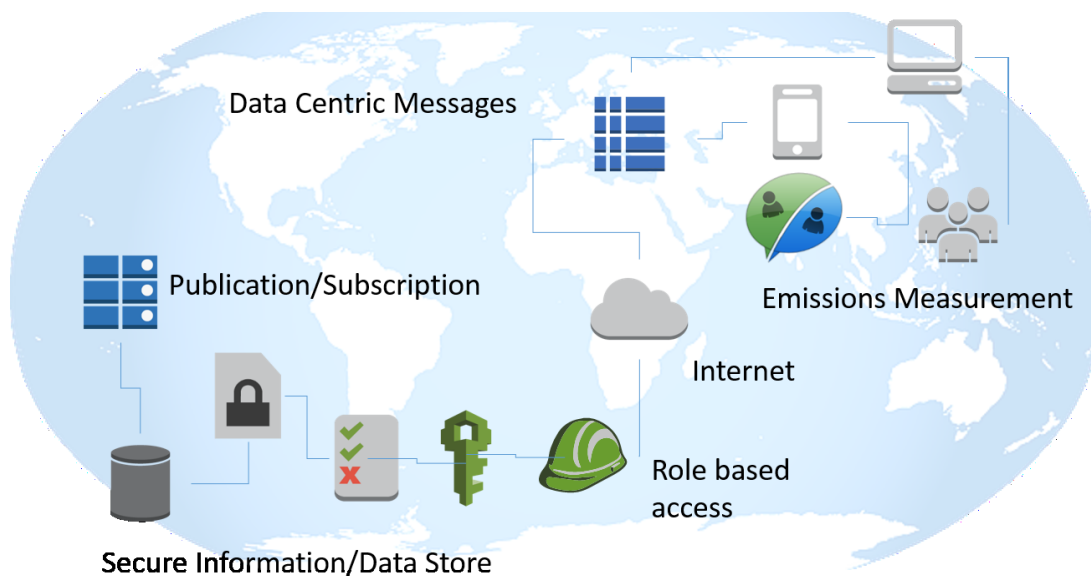 Data Centric Messages
Publication/Subscription
Emissions Measurement
Internet
Role based
access
Secure Information/Data Store